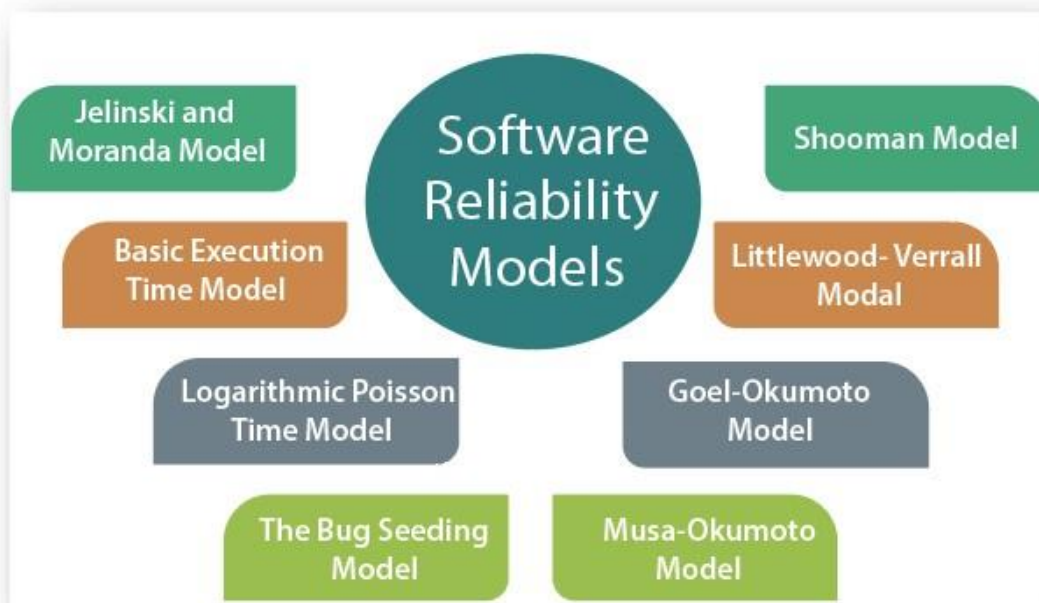 Software
Reliability
Models
Jelinski and
Moranda Model
Shooman Model
Basic Execution
Time Model
Littlewood- Verrall
Modal
Logarithmic Poisson
Time Model
Goel-Okumoto
Model
The Bug Seeding
Model
Musa-Okumoto
Model